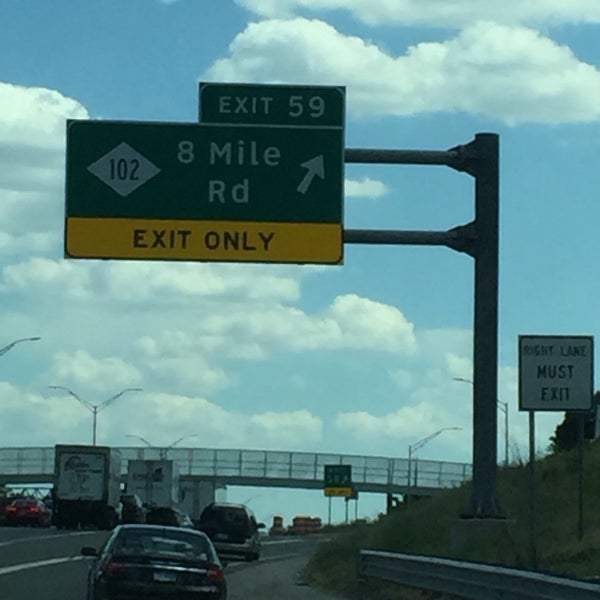 EXIT 59
102
8 Mile
Rd
EXIT ONLY
RIGHT LANE
MUST
EXIT